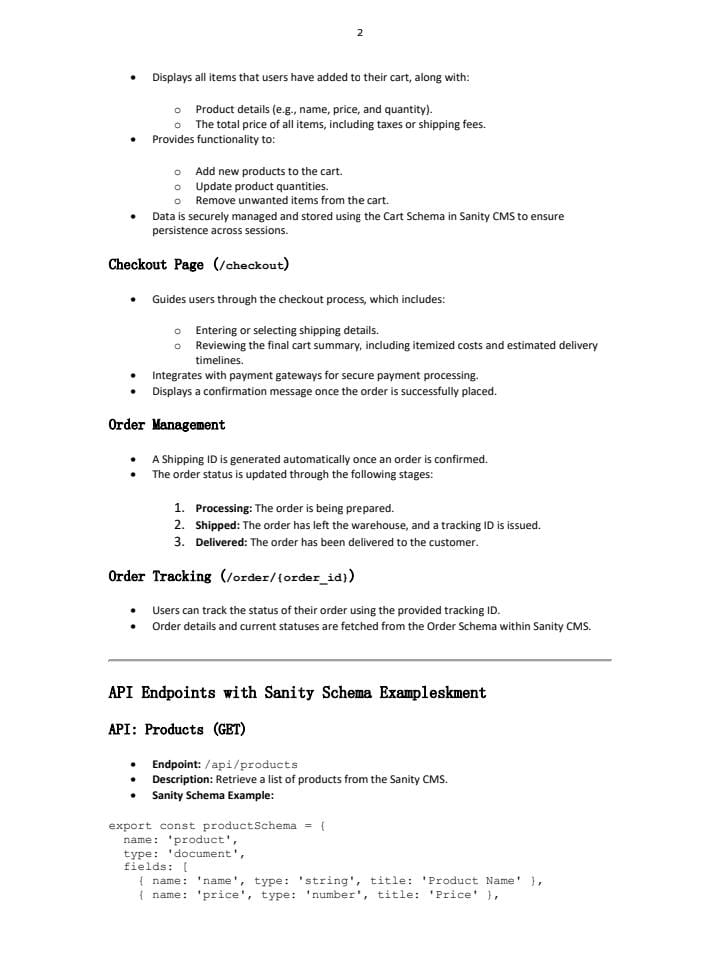 2
• Displays all items that users have added to their cart, along with:
o Product details (e.g., name, price, and quantity).
o The total price of all items, including taxes or shipping fees.
• Provides functionality to:
o Add new products to the cart.
o Update product quantities.
o Remove unwanted items from the cart.
• Data is securely managed and stored using the Cart Schema in Sanity CMS to ensure
persistence across sessions.
Checkout Page (/checkout)
• Guides users through the checkout process, which includes:
o Entering or selecting shipping details.
o Reviewing the final cart summary, including itemized costs and estimated delivery
timelines.
• Integrates with payment gateways for secure payment processing.
• Displays a confirmation message once the order is successfully placed.
Order Management
• A Shipping ID is generated automatically once an order is confirmed.
• The order status is updated through the following stages:
1. Processing: The order is being prepared.
2. Shipped: The order has left the warehouse, and a tracking ID is issued.
3. Delivered: The order has been delivered to the customer.
Order Tracking (/order/{order_id})
• Users can track the status of their order using the provided tracking ID.
• Order details and current statuses are fetched from the Order Schema within Sanity CMS.
API Endpoints with Sanity Schema Exampleskment
API: Products (GET)
• Endpoint: /api/products
• Description: Retrieve a list of products from the Sanity CMS.
• Sanity Schema Example:
export const productSchema = {
name: 'product',
type: 'document',
fields: [
{ name: 'name', type: 'string', title: 'Product Name' },
{ name: 'price', type: 'number', title: 'Price' },